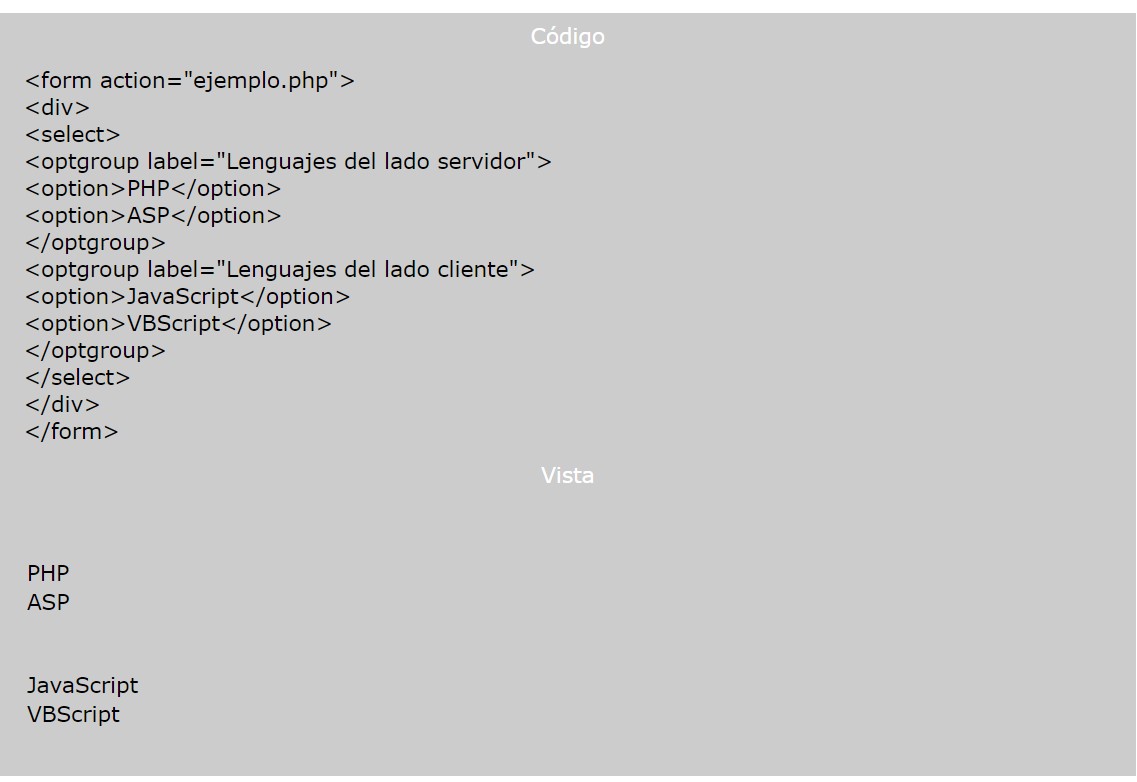 Código
<form action="ejemplo.php">
<div>
<select>
<optgroup label="Lenguajes del lado servidor">
<option>PHP</option>
<option>ASP</option>
</optgroup>
<optgroup label="Lenguajes del lado cliente">
<option>JavaScript</option>
<option>VBScript</option>
</optgroup>
</select>
</div>
</form>
Vista
PHP
ASP
JavaScript
VBScript